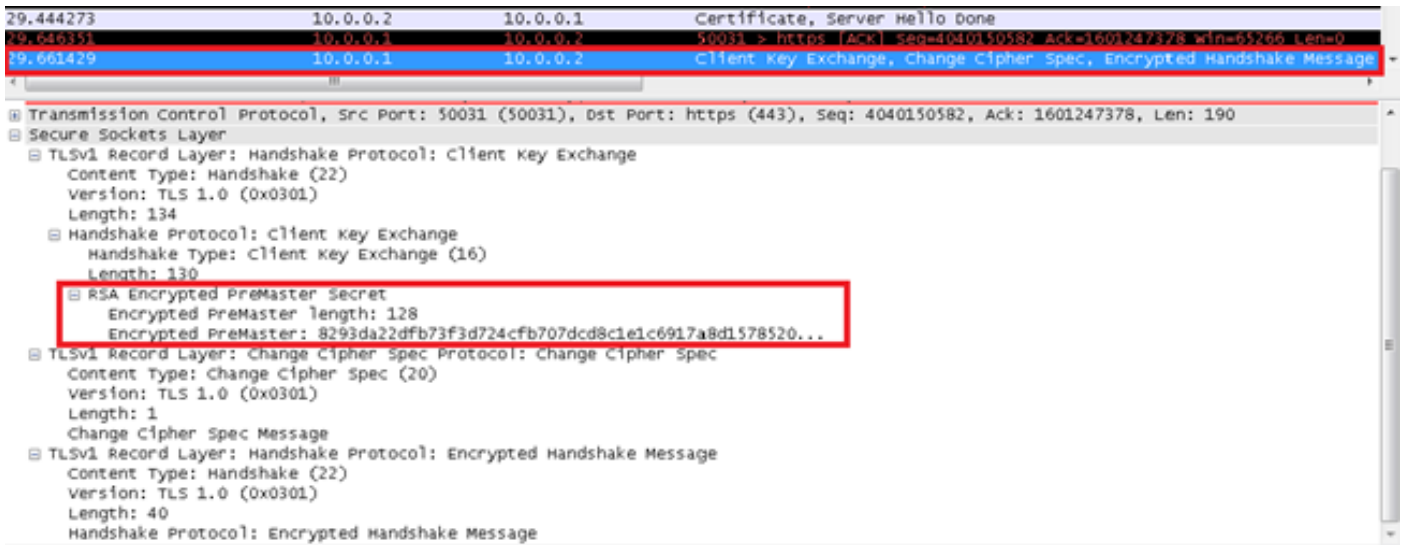 29.444273 10.0.0.2 10.0.0.1 Certificate, Server Hello Done
29.646351 10.0.0.1 10.0.0.2 50031 > https [ACK] Seq=4040150582 Ack=1601247378 Win=65266 Len=0
29.661429 10.0.0.1 10.0.0.2 Client Key Exchange, Change Cipher Spec, Encrypted Handshake Message
Transmission Control Protocol, Src Port: 50031 (50031), Dst Port: https (443), Seq: 4040150582, Ack: 1601247378, Len: 190
Secure Sockets Layer
TLSv1 Record Layer: Handshake Protocol: Client Key Exchange
Content Type: Handshake (22)
Version: TLS 1.0 (0x0301)
Length: 134
Handshake Protocol: Client Key Exchange
Handshake Type: Client Key Exchange (16)
Length: 130
RSA Encrypted PreMaster Secret
Encrypted PreMaster length: 128
Encrypted PreMaster: 8293da22dfb73f3d724cfb707dcd8c1e1c6917a8d1578520...
TLSv1 Record Layer: Change Cipher Spec Protocol: Change Cipher Spec
Content Type: Change Cipher Spec (20)
Version: TLS 1.0 (0x0301)
Length: 1
Change Cipher Spec Message
TLSv1 Record Layer: Handshake Protocol: Encrypted Handshake Message
Content Type: Handshake (22)
Version: TLS 1.0 (0x0301)
Length: 40
Handshake Protocol: Encrypted Handshake Message